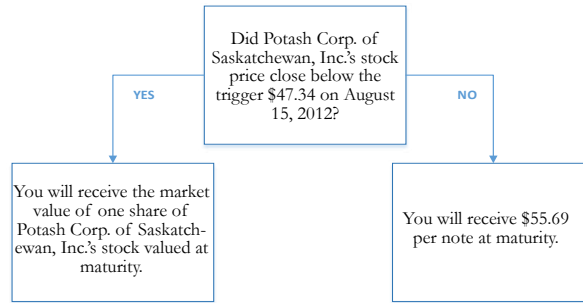 Did Potash Corp. of
Saskatchewan, Inc.'s stock
price close below the
trigger $47.34 on August
15, 2012?
YES
NO
You will receive the market
value of one share of
Potash Corp. of Saskatch-
ewan, Inc.'s stock valued at
maturity.
You will receive $55.69
per note at maturity.